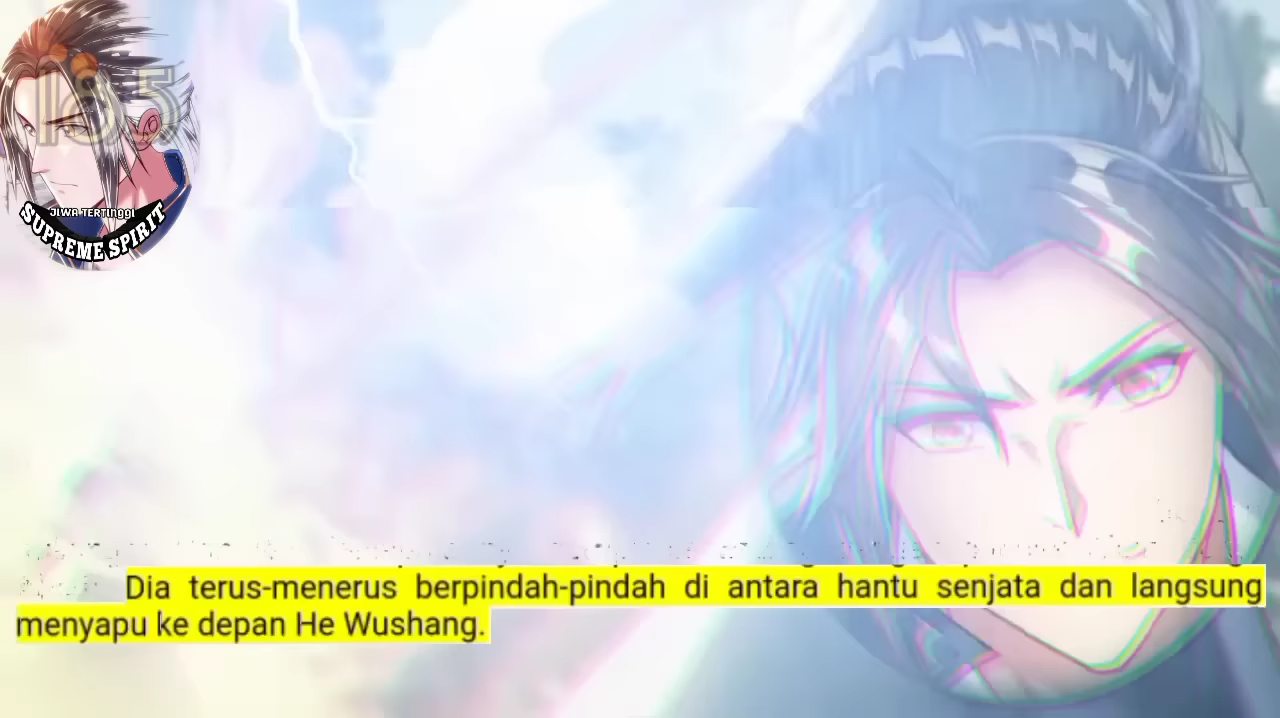 185
JIWA TERTINGGI
SUPREME SPIRIT
Dia terus-menerus berpindah-pindah di antara hantu senjata dan langsung
menyapu ke depan He Wushang.